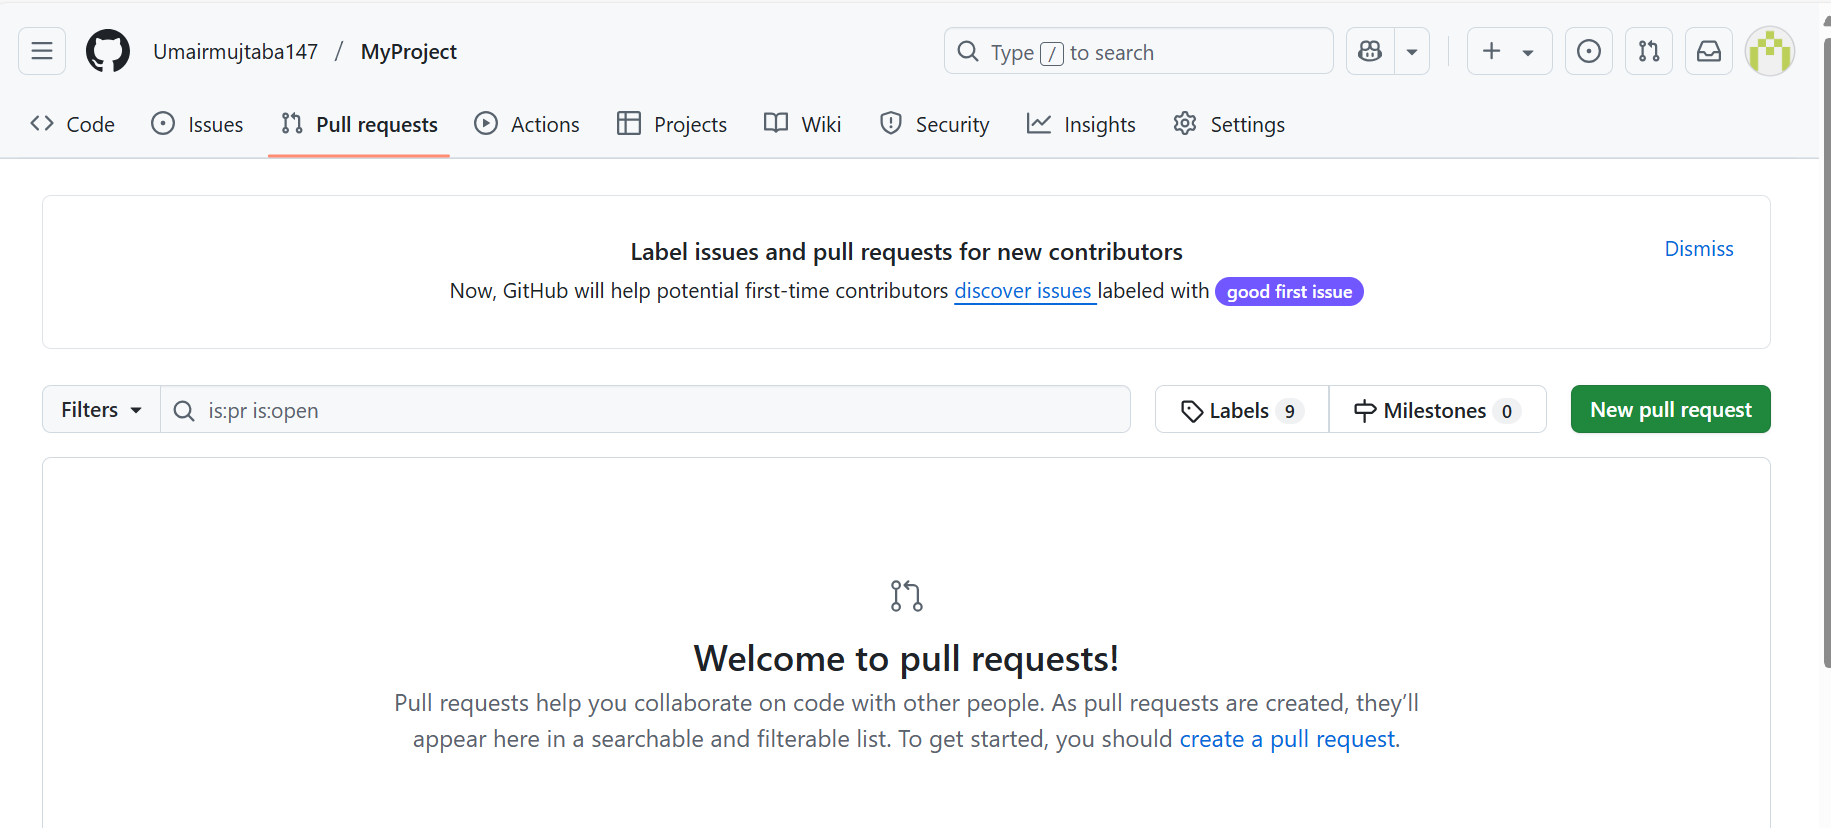 Umairmujtaba147 / MyProject
Type / to search
Code Issues Pull requests Actions Projects Wiki Security Insights Settings
Label issues and pull requests for new contributors
Dismiss
Now, GitHub will help potential first-time contributors discover issues labeled with good first issue
Filters is:pr is:open Labels 9 Milestones 0 New pull request
Welcome to pull requests!
Pull requests help you collaborate on code with other people. As pull requests are created, they’ll
appear here in a searchable and filterable list. To get started, you should create a pull request.